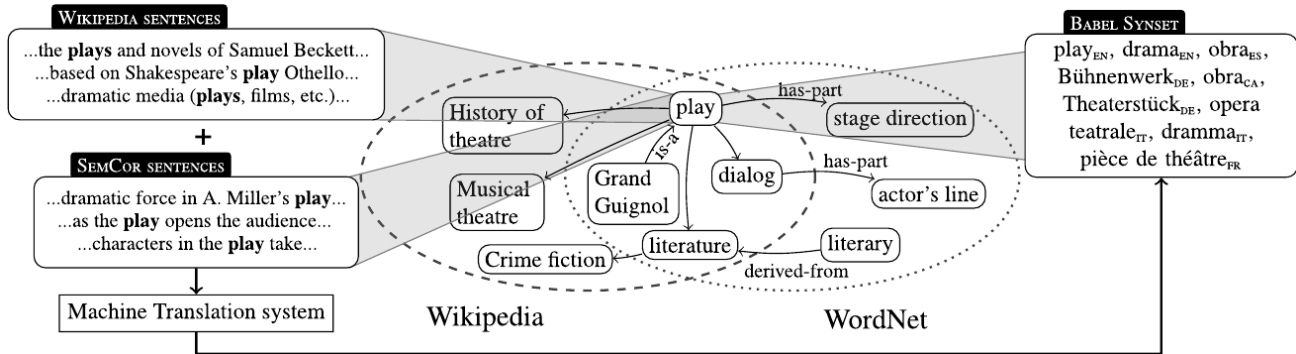 WIKIPEDIA SENTENCES
...the plays and novels of Samuel Beckett...
...based on Shakespeare's play Othello...
...dramatic media (plays, films, etc.)...
+
SEMCOR SENTENCES
...dramatic force in A. Miller's play...
...as the play opens the audience...
...characters in the play take...
Machine Translation system
play
has-part
stage direction
History of
theatre
is-a
Musical
theatre
Grand
Guignol
dialog
has-part
actor's line
literature
literary
Crime fiction
derived-from
Wikipedia
WordNet
BABEL SYNSET
playEN, dramaEN, obraES,
BühnenwerkDE, obraCA,
TheaterstückDE, opera
teatraleIT, drammaIT,
pièce de théâtreFR